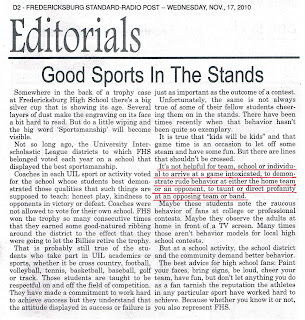 D2 - FREDERICKSBURG STANDARD-RADIO POST – WEDNESDAY, NOV., 17, 2010
Editorials
Good Sports In The Stands
Somewhere in the back of a trophy case
at Fredericksburg High School there's a big
silver cup that is showing its age. Several
layers of dust make the engraving on its face
a bit hard to read. But do a little wiping and
the big word 'Sportsmanship' will become
visible.
Not so long ago, the University Inter-
scholastic League districts to which FHS
belonged voted each year on a school that
displayed the best sportsmanship.
Coaches in each UIL sport or activity voted
for the school whose students best demon-
strated those qualities that such things are
supposed to teach: honest play, kindness to
opponents in victory or defeat. Coaches were
not allowed to vote for their own school. FHS
won the trophy so many consecutive times
that they earned some good-natured ribbing
around the district to the effect that they
were going to let the Billies retire the trophy.
That is probably still true of the stu-
dents who take part in UIL academics or
sports, whether it be cross country, football,
volleyball, tennis, basketball, baseball, golf
or track. Those students are taught to be
respectful on and off the field of competition.
They have made a commitment to work hard
to achieve success but they understand that
the attitude displayed in success or failure is
just as important as the outcome of a contest.
Unfortunately, the same is not always
true of some of their fellow students cheer-
ing them on in the stands. There have been
times recently when that behavior hasn't
been quite so exemplary.
It is true that "kids will be kids" and that
game time is an occasion to let off some
steam and have some fun. But there are lines
that shouldn't be crossed.
It's not helpful for team, school or individu-
al to arrive at a game intoxicated, to demon-
strate rude behavior at either the home team
or an opponent, to taunt or direct profanity
at an opposing team or band.
Maybe these students note the raucous
behavior of fans at college or professional
contests. Maybe they observe the adults at
home in front of a TV screen. Many times
those aren't behavior models for local high
school contests.
But at a school activity, the school district
and the community demand better behavior.
The best advice for high school fans: Paint
your faces, bring signs, be loud, cheer your
team, have fun, but don't let anything you do
as a fan tarnish the reputation the athletes
in any particular sport have worked hard to
achieve. Because whether you know it or not,
you also represent FHS.